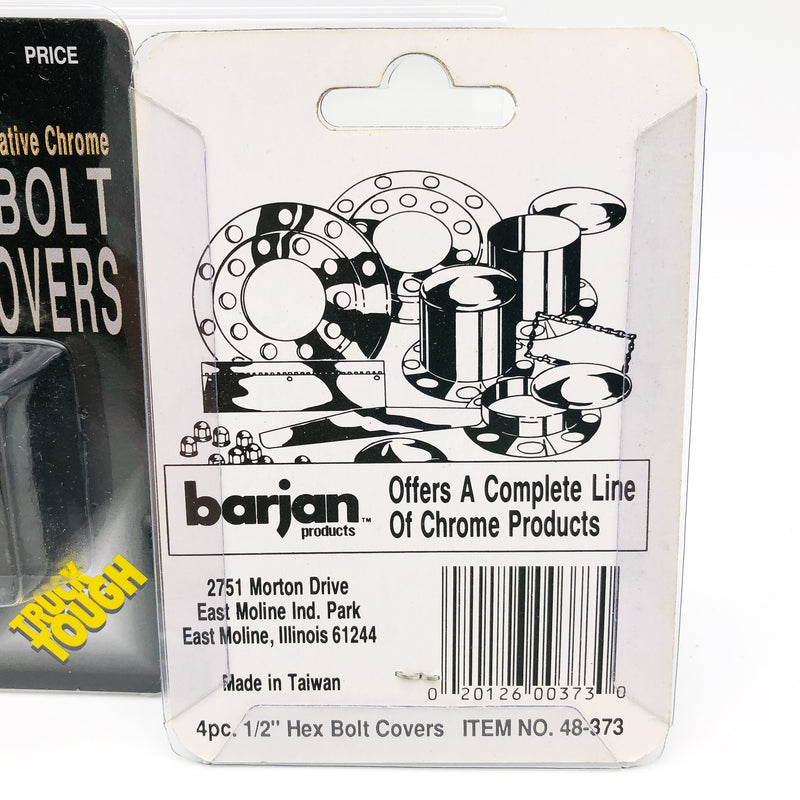 PRICE
ative Chrome
BOLT
OVERS
TRUCK
TOUGH
barjan™
products
Offers A Complete Line
Of Chrome Products
2751 Morton Drive
East Moline Ind. Park
East Moline, Illinois 61244
Made in Taiwan
0 20126 00373 0
4pc. 1/2" Hex Bolt Covers ITEM NO. 48-373